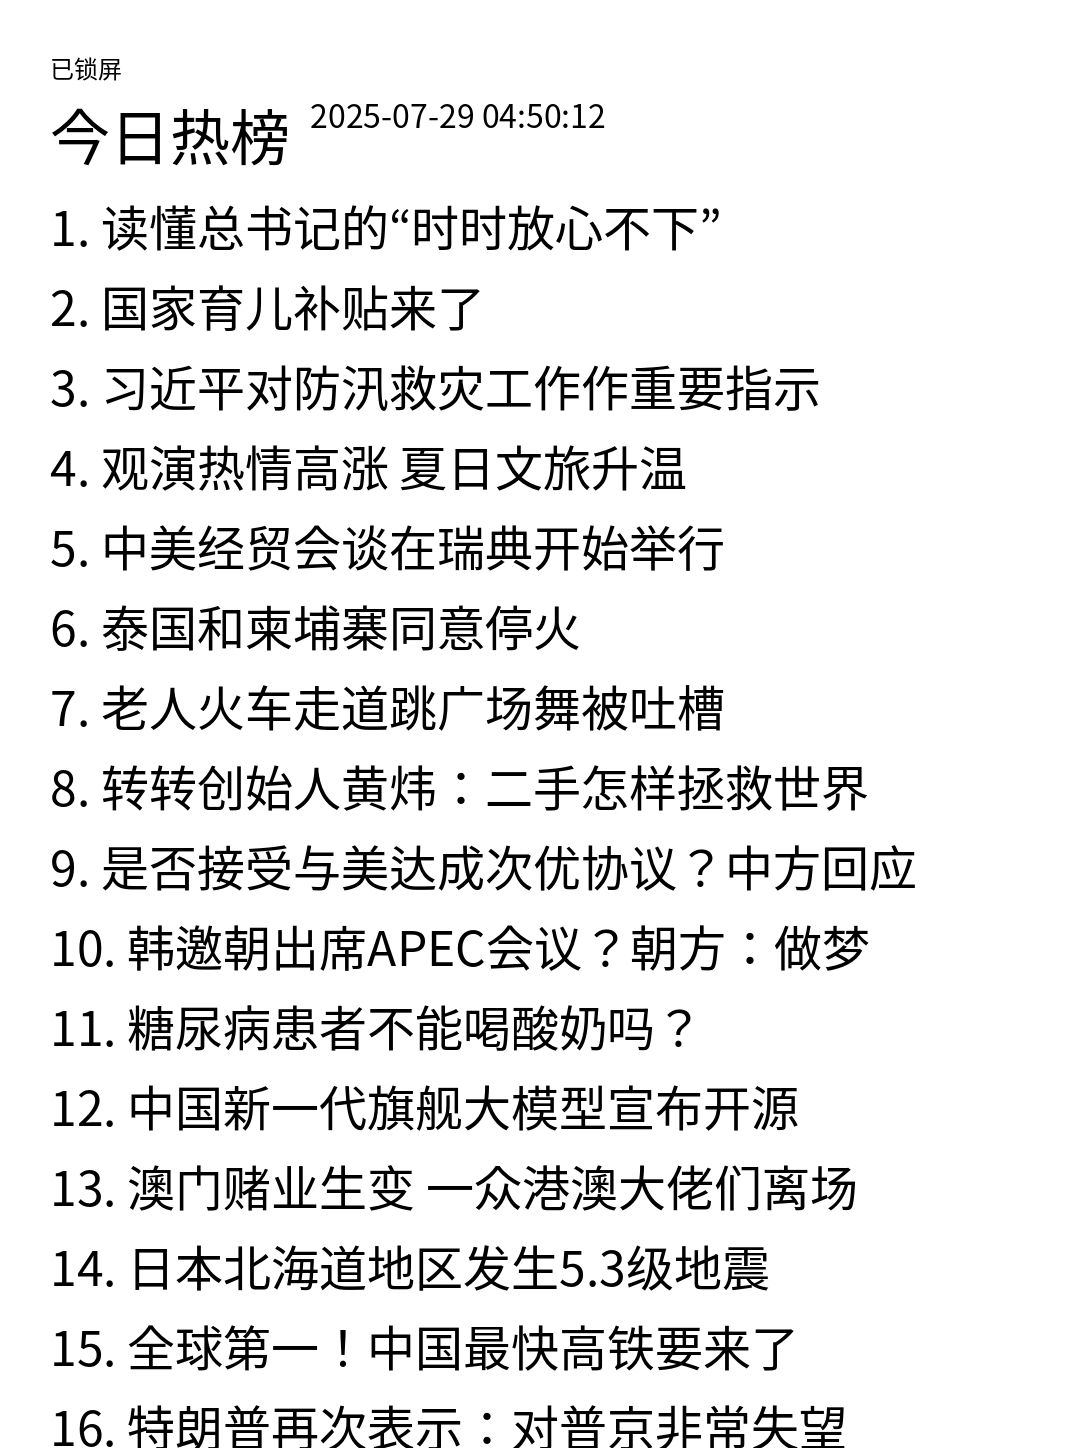 已锁屏
今日热榜 2025-07-29 04:50:12
1. 读懂总书记的“时时放心不下”
2. 国家育儿补贴来了
3. 习近平对防汛救灾工作作重要指示
4. 观演热情高涨 夏日文旅升温
5. 中美经贸会谈在瑞典开始举行
6. 泰国和柬埔寨同意停火
7. 老人火车走道跳广场舞被吐槽
8. 转转创始人黄炜：二手怎样拯救世界
9. 是否接受与美达成次优协议？中方回应
10. 韩邀朝出席APEC会议？朝方：做梦
11. 糖尿病患者不能喝酸奶吗？
12. 中国新一代旗舰大模型宣布开源
13. 澳门赌业生变 一众港澳大佬们离场
14. 日本北海道地区发生5.3级地震
15. 全球第一！中国最快高铁要来了
16. 特朗普再次表示：对普京非常失望